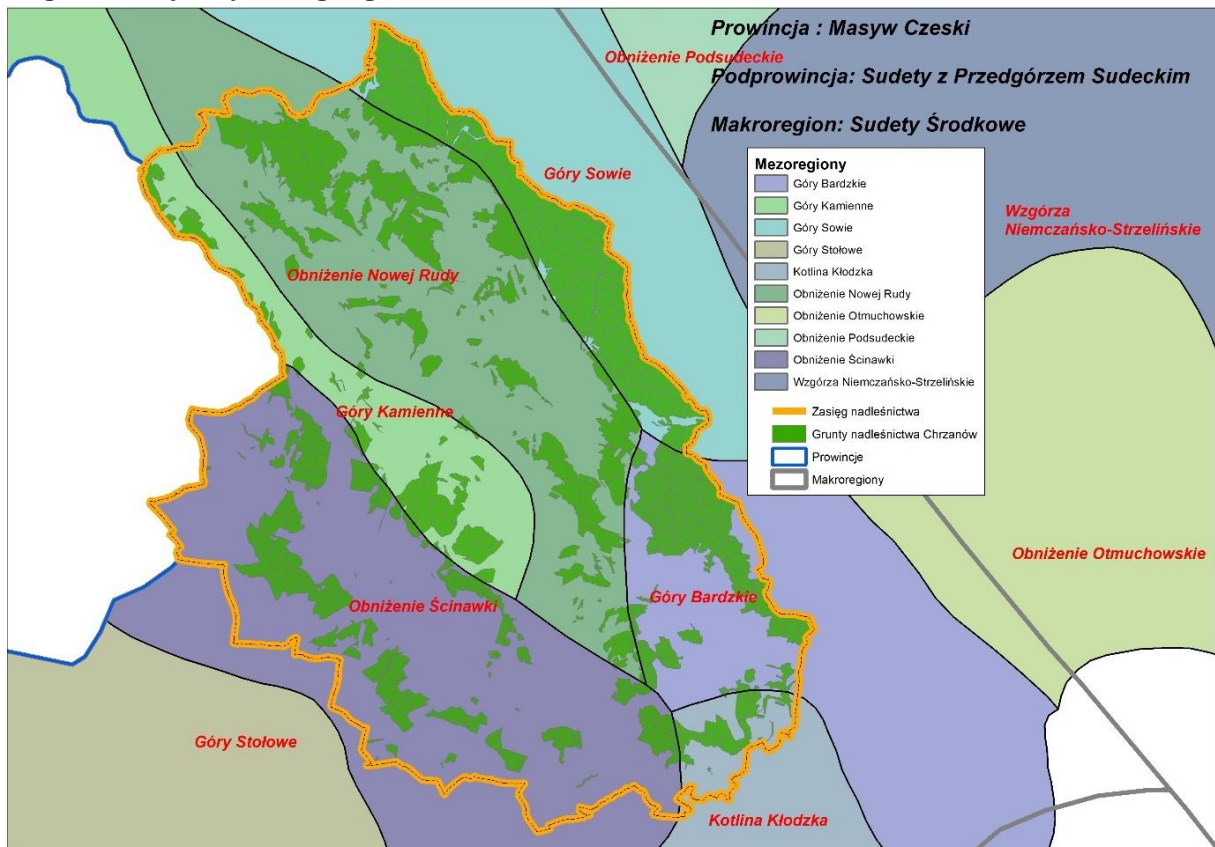 Prowincja : Masyw Czeski
Obniżenie Podsudeckie
Podprowincja: Sudety z Przedgórzem Sudeckim
Makroregion: Sudety Środkowe
Mezoregiony
Góry Bardzkie
Góry Kamienne
Góry Sowie
Góry Stołowe
Kotlina Kłodzka
Obniżenie Nowej Rudy
Obniżenie Otmuchowskie
Obniżenie Podsudeckie
Obniżenie Ścinawki
Wzgórza Niemczańsko-Strzelińskie
Zasięg nadleśnictwa
Grunty nadleśnictwa Chrzanów
Prowincje
Makroregiony
Góry Sowie
Wzgórza
Niemczańsko-Strzelińskie
Obniżenie Nowej Rudy
Góry Kamienne
Obniżenie Otmuchowskie
Góry Bardzkie
Obniżenie Ścinawki
Góry Stołowe
Kotlina Kłodzka